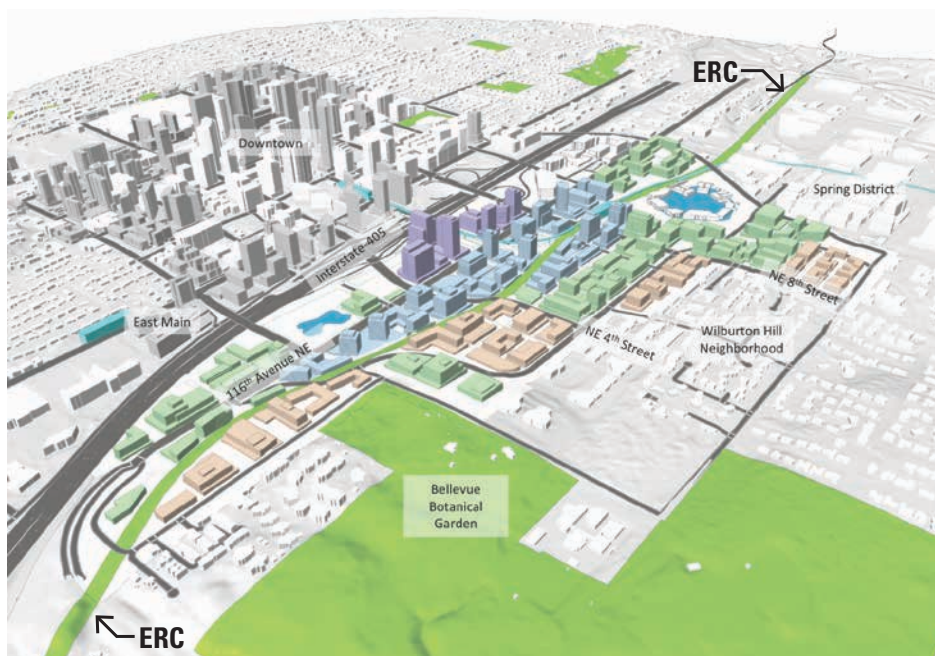 ERC
Downtown
Spring District
Interstate 405
NE 8th Street
East Main
NE 4th Street
Wilburton Hill
Neighborhood
116th Avenue NE
Bellevue
Botanical
Garden
ERC